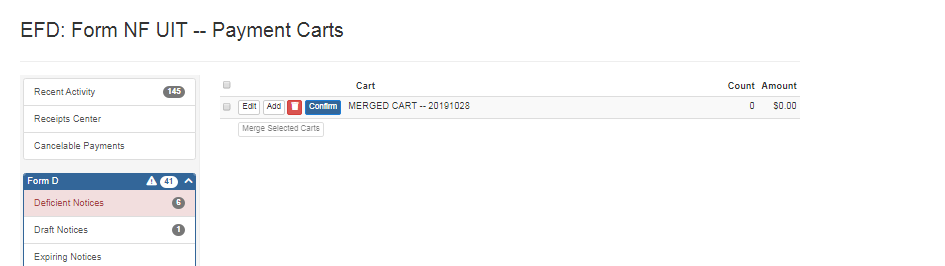 EFD: Form NF UIT -- Payment Carts
Recent Activity 145
Receipts Center
Cancelable Payments
Form D 41
Deficient Notices 6
Draft Notices 1
Expiring Notices
Cart Count Amount
Edit Add Confirm MERGED CART -- 20191028 0 $0.00
Merge Selected Carts